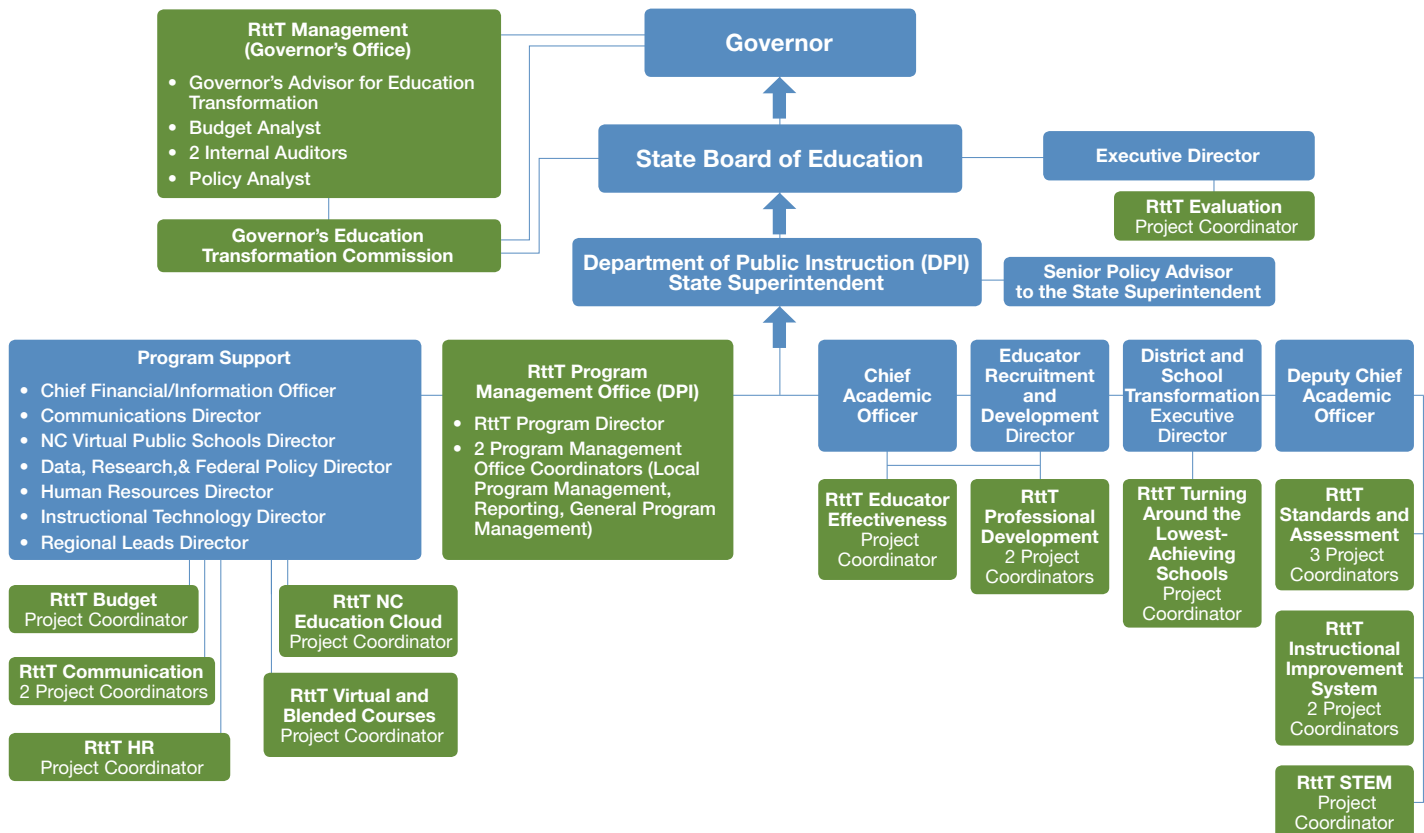 RttT Management
(Governor’s Office)
• Governor’s Advisor for Education
Transformation
• Budget Analyst
• 2 Internal Auditors
• Policy Analyst
Governor’s Education
Transformation Commission
Governor
State Board of Education
Executive Director
RttT Evaluation
Project Coordinator
Department of Public Instruction (DPI)
State Superintendent
Senior Policy Advisor
to the State Superintendent
Program Support
• Chief Financial/Information Officer
• Communications Director
• NC Virtual Public Schools Director
• Data, Research,& Federal Policy Director
• Human Resources Director
• Instructional Technology Director
• Regional Leads Director
RttT Program
Management Office (DPI)
• RttT Program Director
• 2 Program Management
Office Coordinators (Local
Program Management,
Reporting, General Program
Management)
Chief
Academic
Officer
Educator
Recruitment
and
Development
Director
District and
School
Transformation
Executive
Director
Deputy Chief
Academic
Officer
RttT Budget
Project Coordinator
RttT Communication
2 Project Coordinators
RttT HR
Project Coordinator
RttT NC
Education Cloud
Project Coordinator
RttT Virtual and
Blended Courses
Project Coordinator
RttT Educator
Effectiveness
Project
Coordinator
RttT
Professional
Development
2 Project
Coordinators
RttT Turning
Around the
Lowest-
Achieving
Schools
Project
Coordinator
RttT
Standards and
Assessment
3 Project
Coordinators
RttT
Instructional
Improvement
System
2 Project
Coordinators
RttT STEM
Project
Coordinator